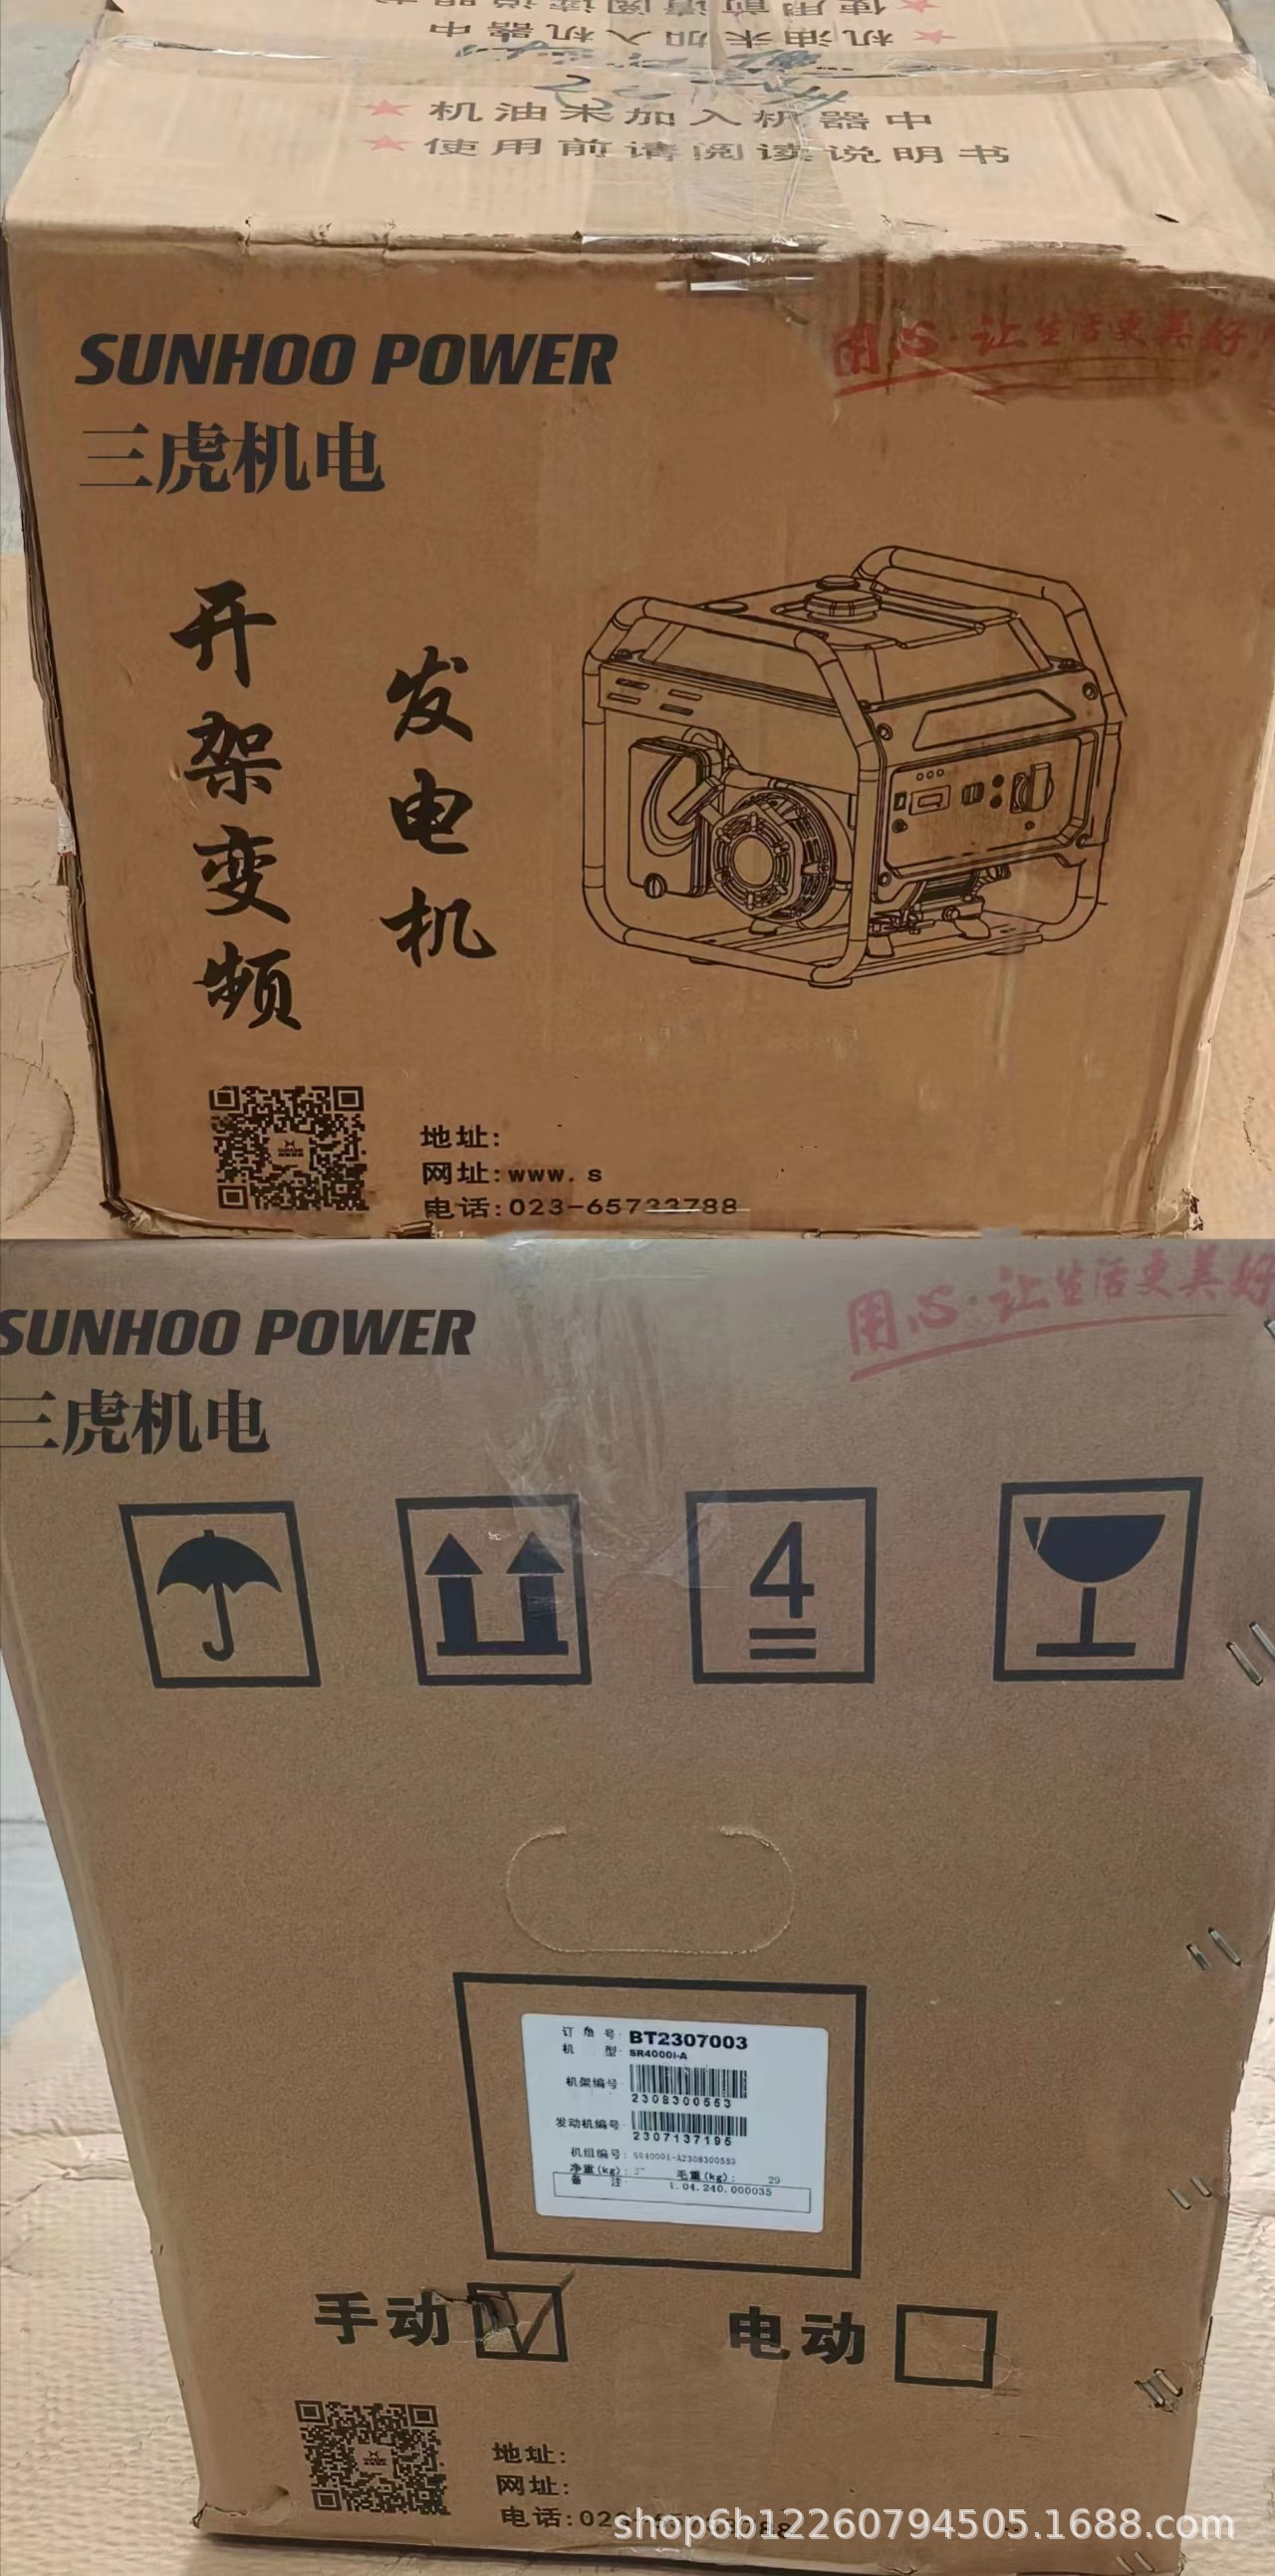 ★使用前请阅读说明书
★机油未加入机器中
★机油未加入机器中
★使用前请阅读说明书
SUNHOO POWER
用心·让生活更美好
三虎机电
开架变频
发电机
地址:
网址:www. s
电话:023-65733788
SUNHOO POWER
用心·让生活更美好
三虎机电
4
=
订单号: BT2307003
机型: SR4000i-A
机架编号:
2308300553
发动机编号:
2307137195
机组编号: SR4000i-A2308300553
净重(kg): 毛重(kg): 29
备注 1.04.240.000035
手动 电动
地址:
网址:
电话:
shop6b12260794505.1688.com